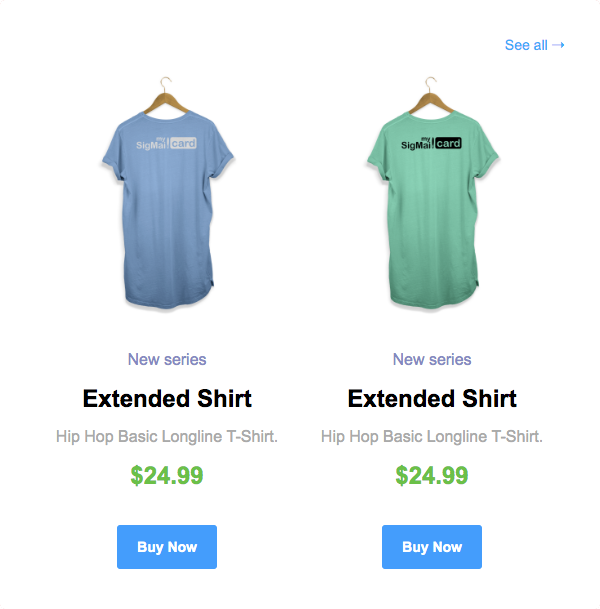 See all →
my
SigMail card
my
SigMail card
New series
Extended Shirt
Hip Hop Basic Longline T-Shirt.
$24.99
Buy Now
New series
Extended Shirt
Hip Hop Basic Longline T-Shirt.
$24.99
Buy Now